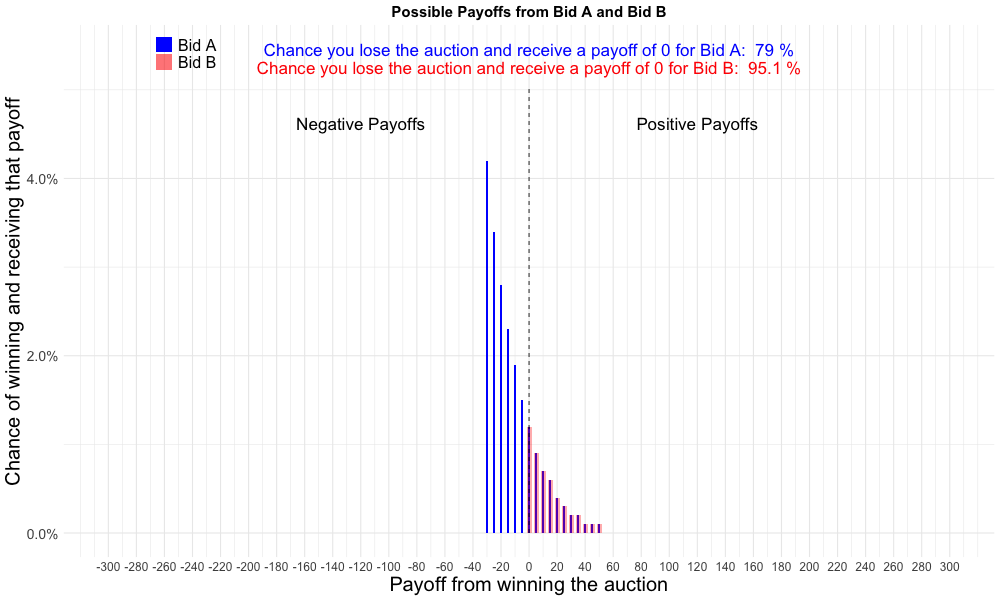 Possible Payoffs from Bid A and Bid B
Bid A
Bid B
Chance you lose the auction and receive a payoff of 0 for Bid A:  79 %
Chance you lose the auction and receive a payoff of 0 for Bid B:  95.1 %
Negative Payoffs
Positive Payoffs
Chance of winning and receiving that payoff
4.0%
2.0%
0.0%
-300 -280 -260 -240 -220 -200 -180 -160 -140 -120 -100 -80 -60 -40 -20 0 20 40 60 80 100 120 140 160 180 200 220 240 260 280 300
Payoff from winning the auction